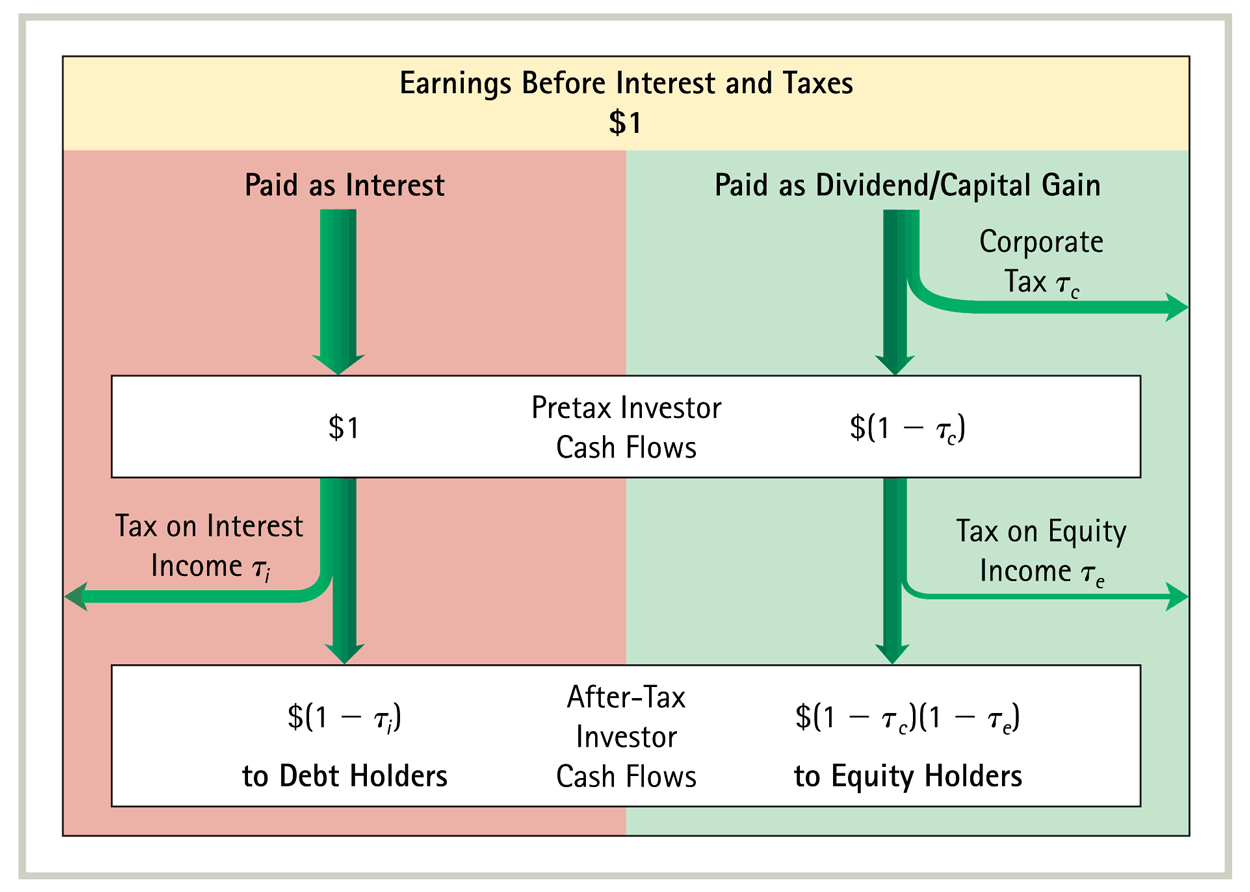 Earnings Before Interest and Taxes
$1
Paid as Interest
Paid as Dividend/Capital Gain
Corporate
Tax τc
$1
Pretax Investor
Cash Flows
$(1 − τc)
Tax on Interest
Income τi
Tax on Equity
Income τe
$(1 − τi)
to Debt Holders
After-Tax
Investor
Cash Flows
$(1 − τc)(1 − τe)
to Equity Holders